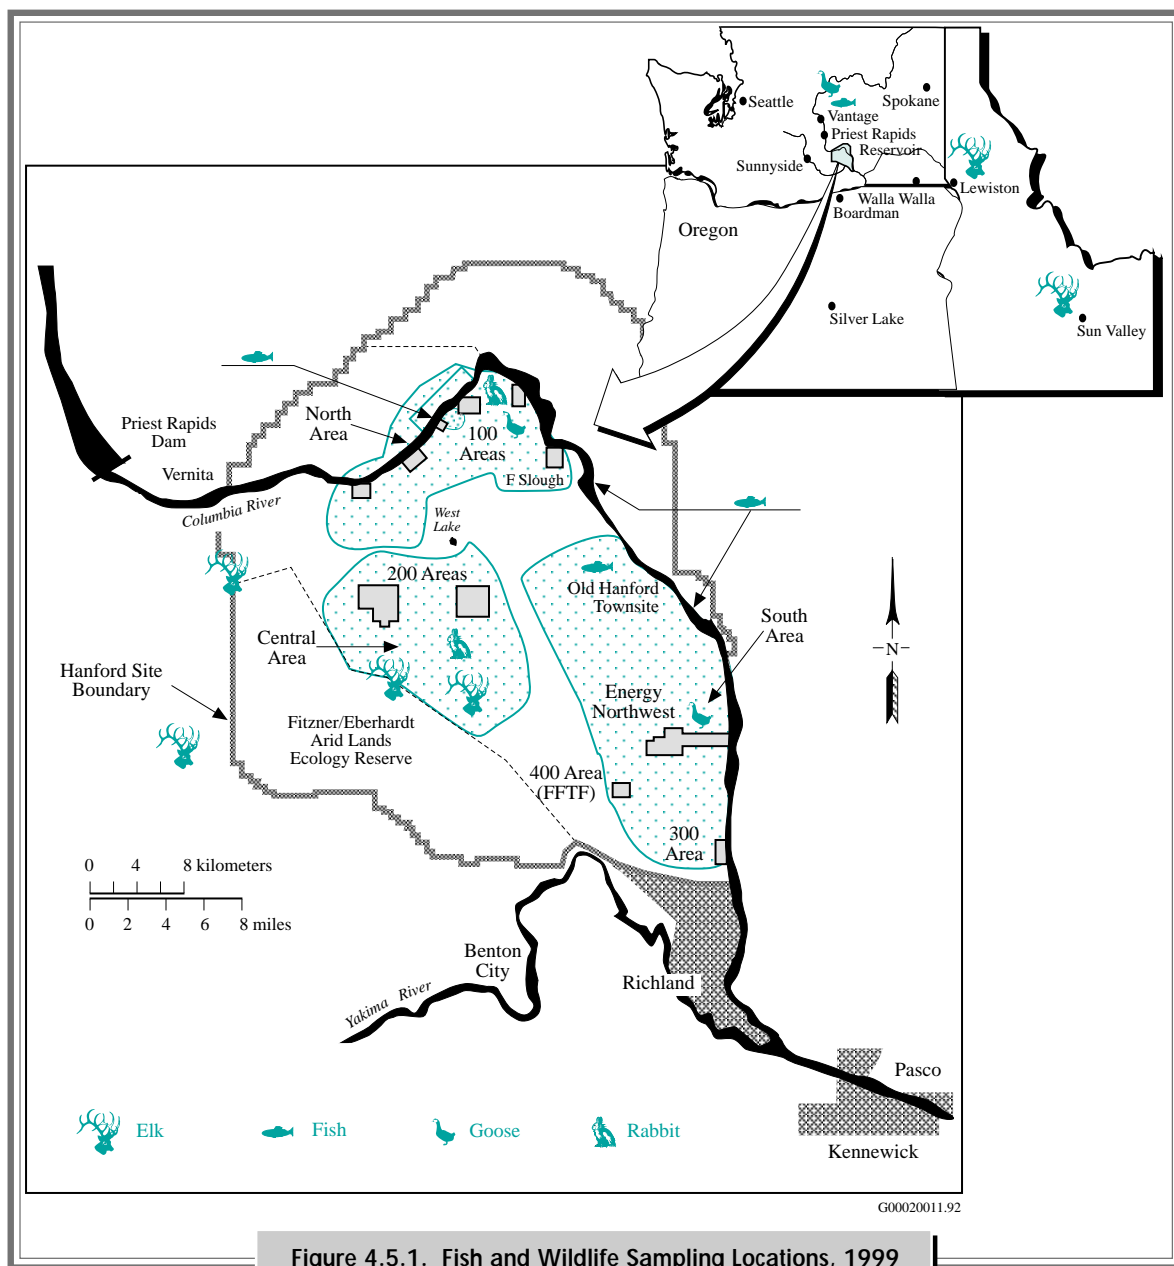 Seattle
Spokane
Vantage
Priest Rapids
Reservoir
Sunnyside
Lewiston
Walla Walla
Boardman
Oregon
Silver Lake
Sun Valley
Priest Rapids
Dam
North
Area
Vernita
100
Areas
F Slough
Columbia River
West
Lake
200 Areas
Old Hanford
Townsite
South
Area
Central
Area
N
Hanford Site
Boundary
Energy
Northwest
Fitzner/Eberhardt
Arid Lands
Ecology Reserve
400 Area
(FFTF)
300
Area
0 4 8 kilometers
0 2 4 6 8 miles
Benton
City
Richland
Yakima River
Pasco
Kennewick
Elk
Fish
Goose
Rabbit
G00020011.92
Figure 4.5.1. Fish and Wildlife Sampling Locations, 1999